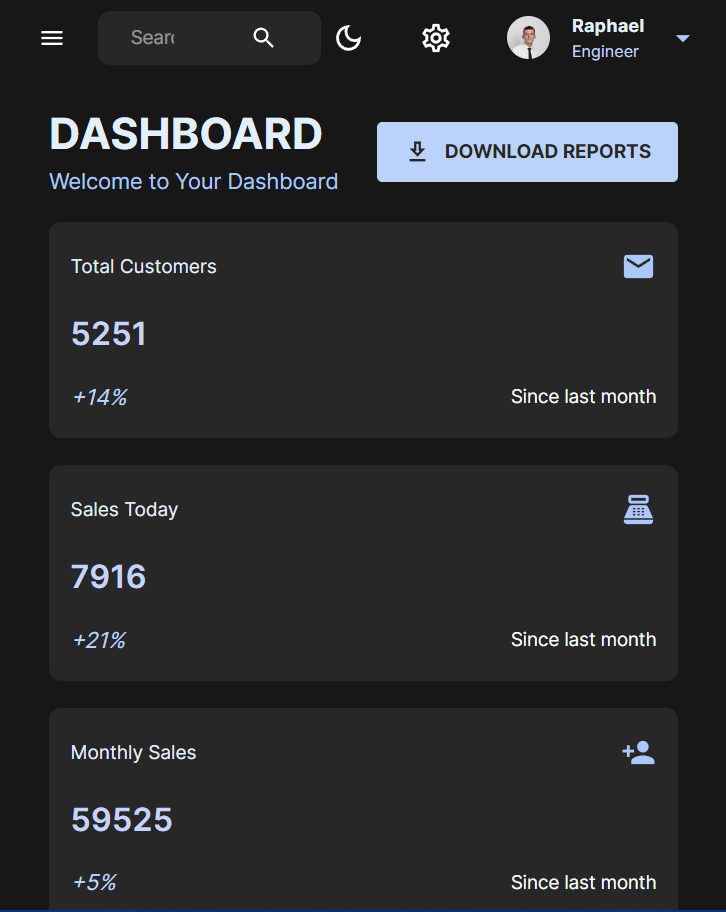 Sear
Raphael
Engineer
DASHBOARD
Welcome to Your Dashboard
DOWNLOAD REPORTS
Total Customers
5251
+14%
Since last month
Sales Today
7916
+21%
Since last month
Monthly Sales
59525
+5%
Since last month